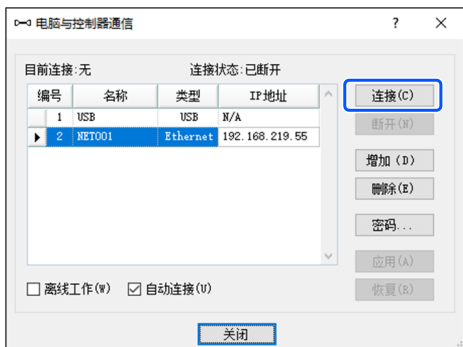 电脑与控制器通信
目前连接:无 连接状态:已断开
编号 名称 类型 IP地址
1 USB USB N/A
2 NET001 Ethernet 192.168.219.55
连接(C)
断开(N)
增加 (D)
删除(E)
密码...
应用(A)
恢复(R)
离线工作(W) 自动连接(U)
关闭